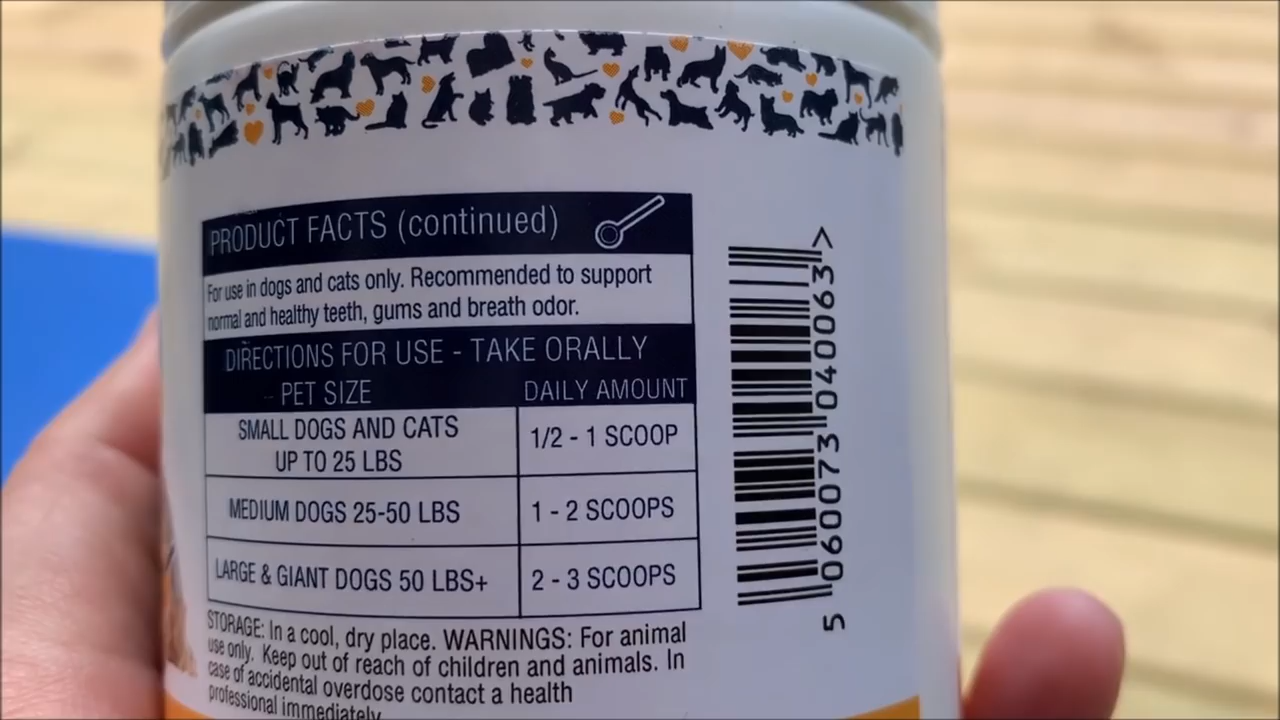 PRODUCT FACTS (continued)
For use in dogs and cats only. Recommended to support
normal and healthy teeth, gums and breath odor.
DIRECTIONS FOR USE - TAKE ORALLY
PET SIZE DAILY AMOUNT
SMALL DOGS AND CATS
UP TO 25 LBS
1/2 - 1 SCOOP
MEDIUM DOGS 25-50 LBS 1 - 2 SCOOPS
LARGE & GIANT DOGS 50 LBS+ 2 - 3 SCOOPS
STORAGE: In a cool, dry place. WARNINGS: For animal
use only. Keep out of reach of children and animals. In
case of accidental overdose contact a health
professional immediately
5 060073 040063 >